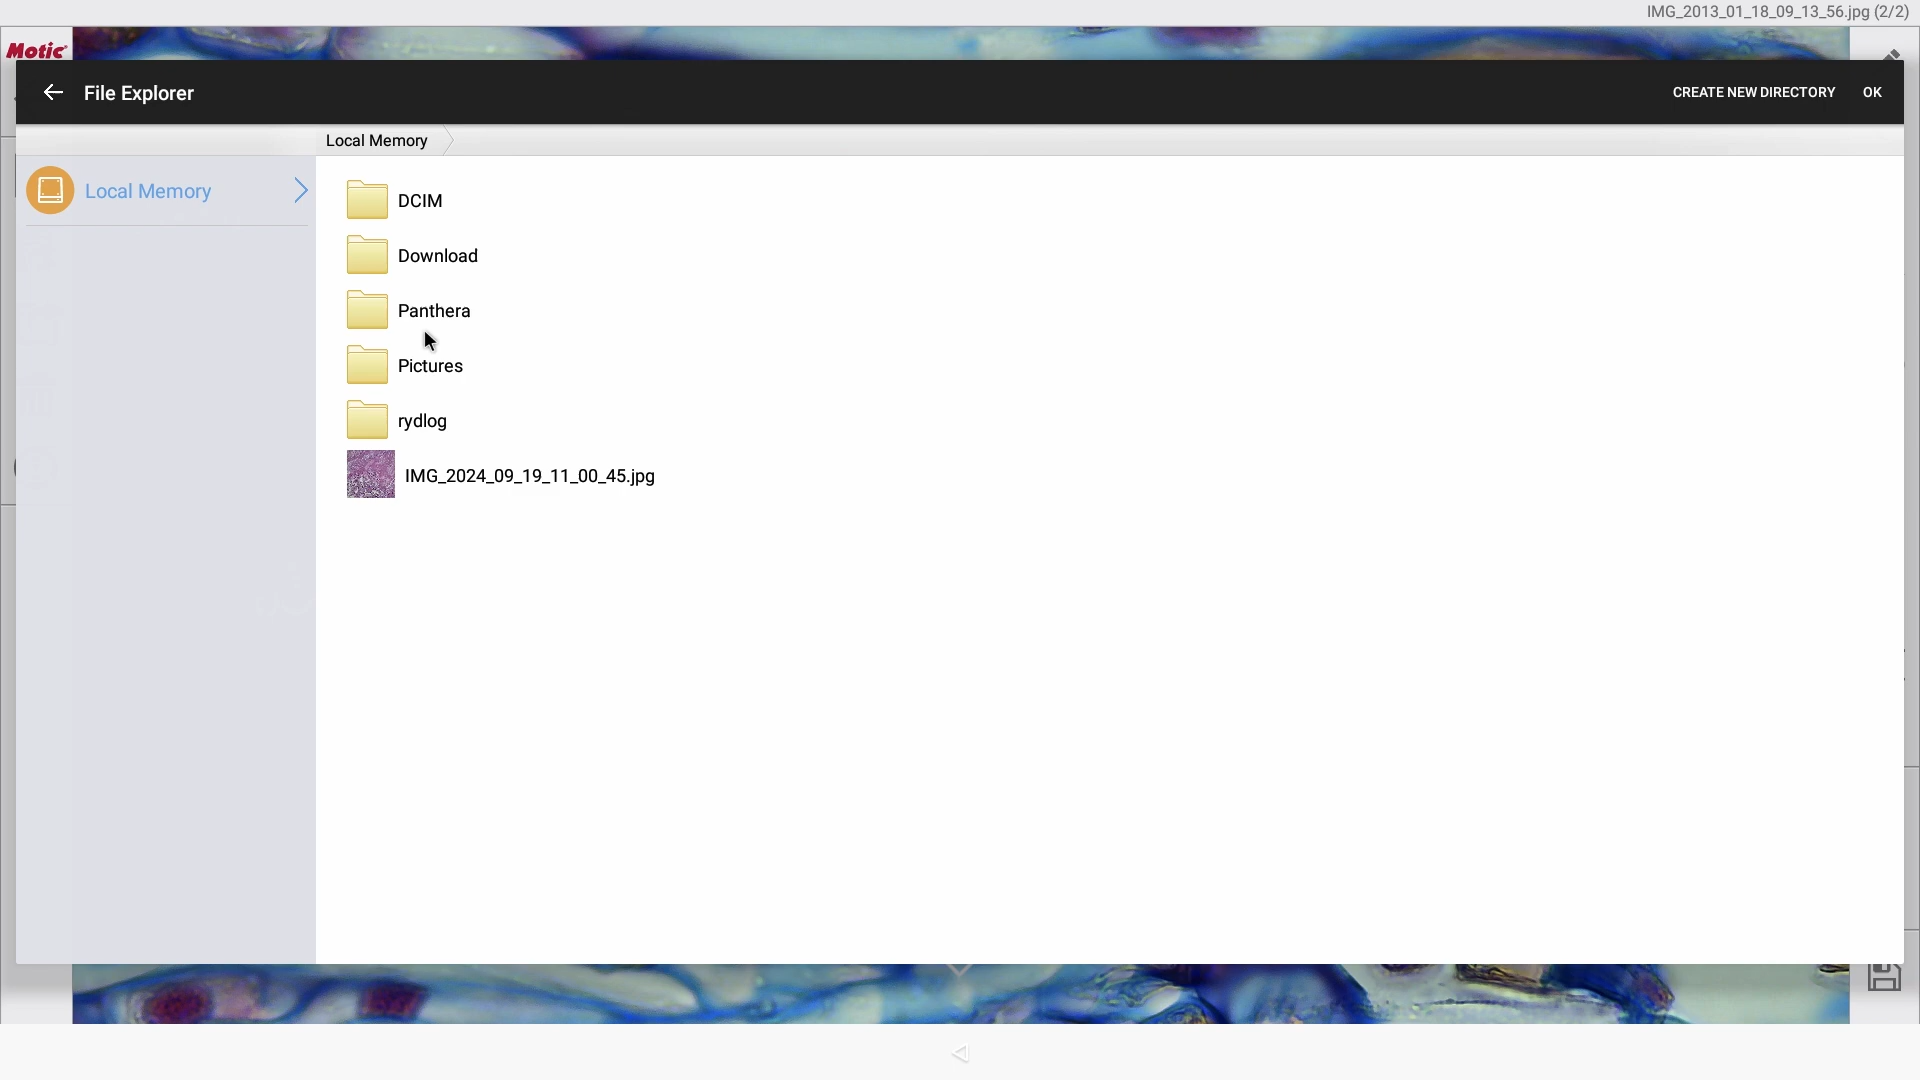 IMG_2013_01_18_09_13_56.jpg (2/2)
Motic
File Explorer
CREATE NEW DIRECTORY
OK
Local Memory
Local Memory
DCIM
Download
Panthera
Pictures
rydlog
IMG_2024_09_19_11_00_45.jpg